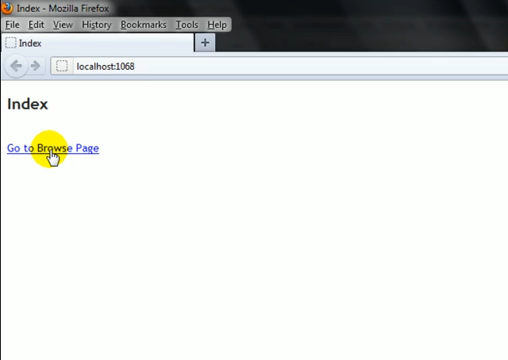 Index - Mozilla Firefox
File Edit View History Bookmarks Tools Help
Index
localhost:1068
Index
Go to Browse Page